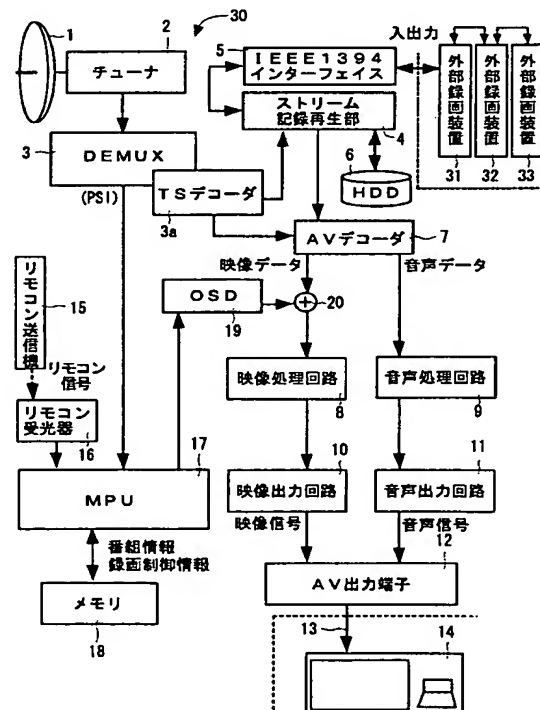 30
1
2
チューナ
5
IEEE1394
インターフェイス
入出力
外部録画装置
外部録画装置
外部録画装置
31
32
33
ストリーム
記録再生部
4
3
DEMUX
(PSI)
TSデコーダ
3a
6
HDD
AVデコーダ
7
映像データ
音声データ
リモコン送信機
15
OSD
19
20
リモコン
信号
リモコン
受光器
16
映像処理回路
8
音声処理回路
9
17
MPU
10
映像出力回路
映像信号
11
音声出力回路
音声信号
番組情報
録画制御情報
12
AV出力端子
メモリ
18
13
14